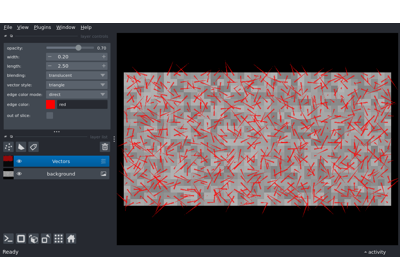 File View Plugins Window Help
layer controls
opacity: 0.70
width: 0.20
length: 2.50
blending: translucent
vector style: triangle
edge color mode: direct
edge color: red
out of slice:
layer list
Vectors
background
Ready
activity